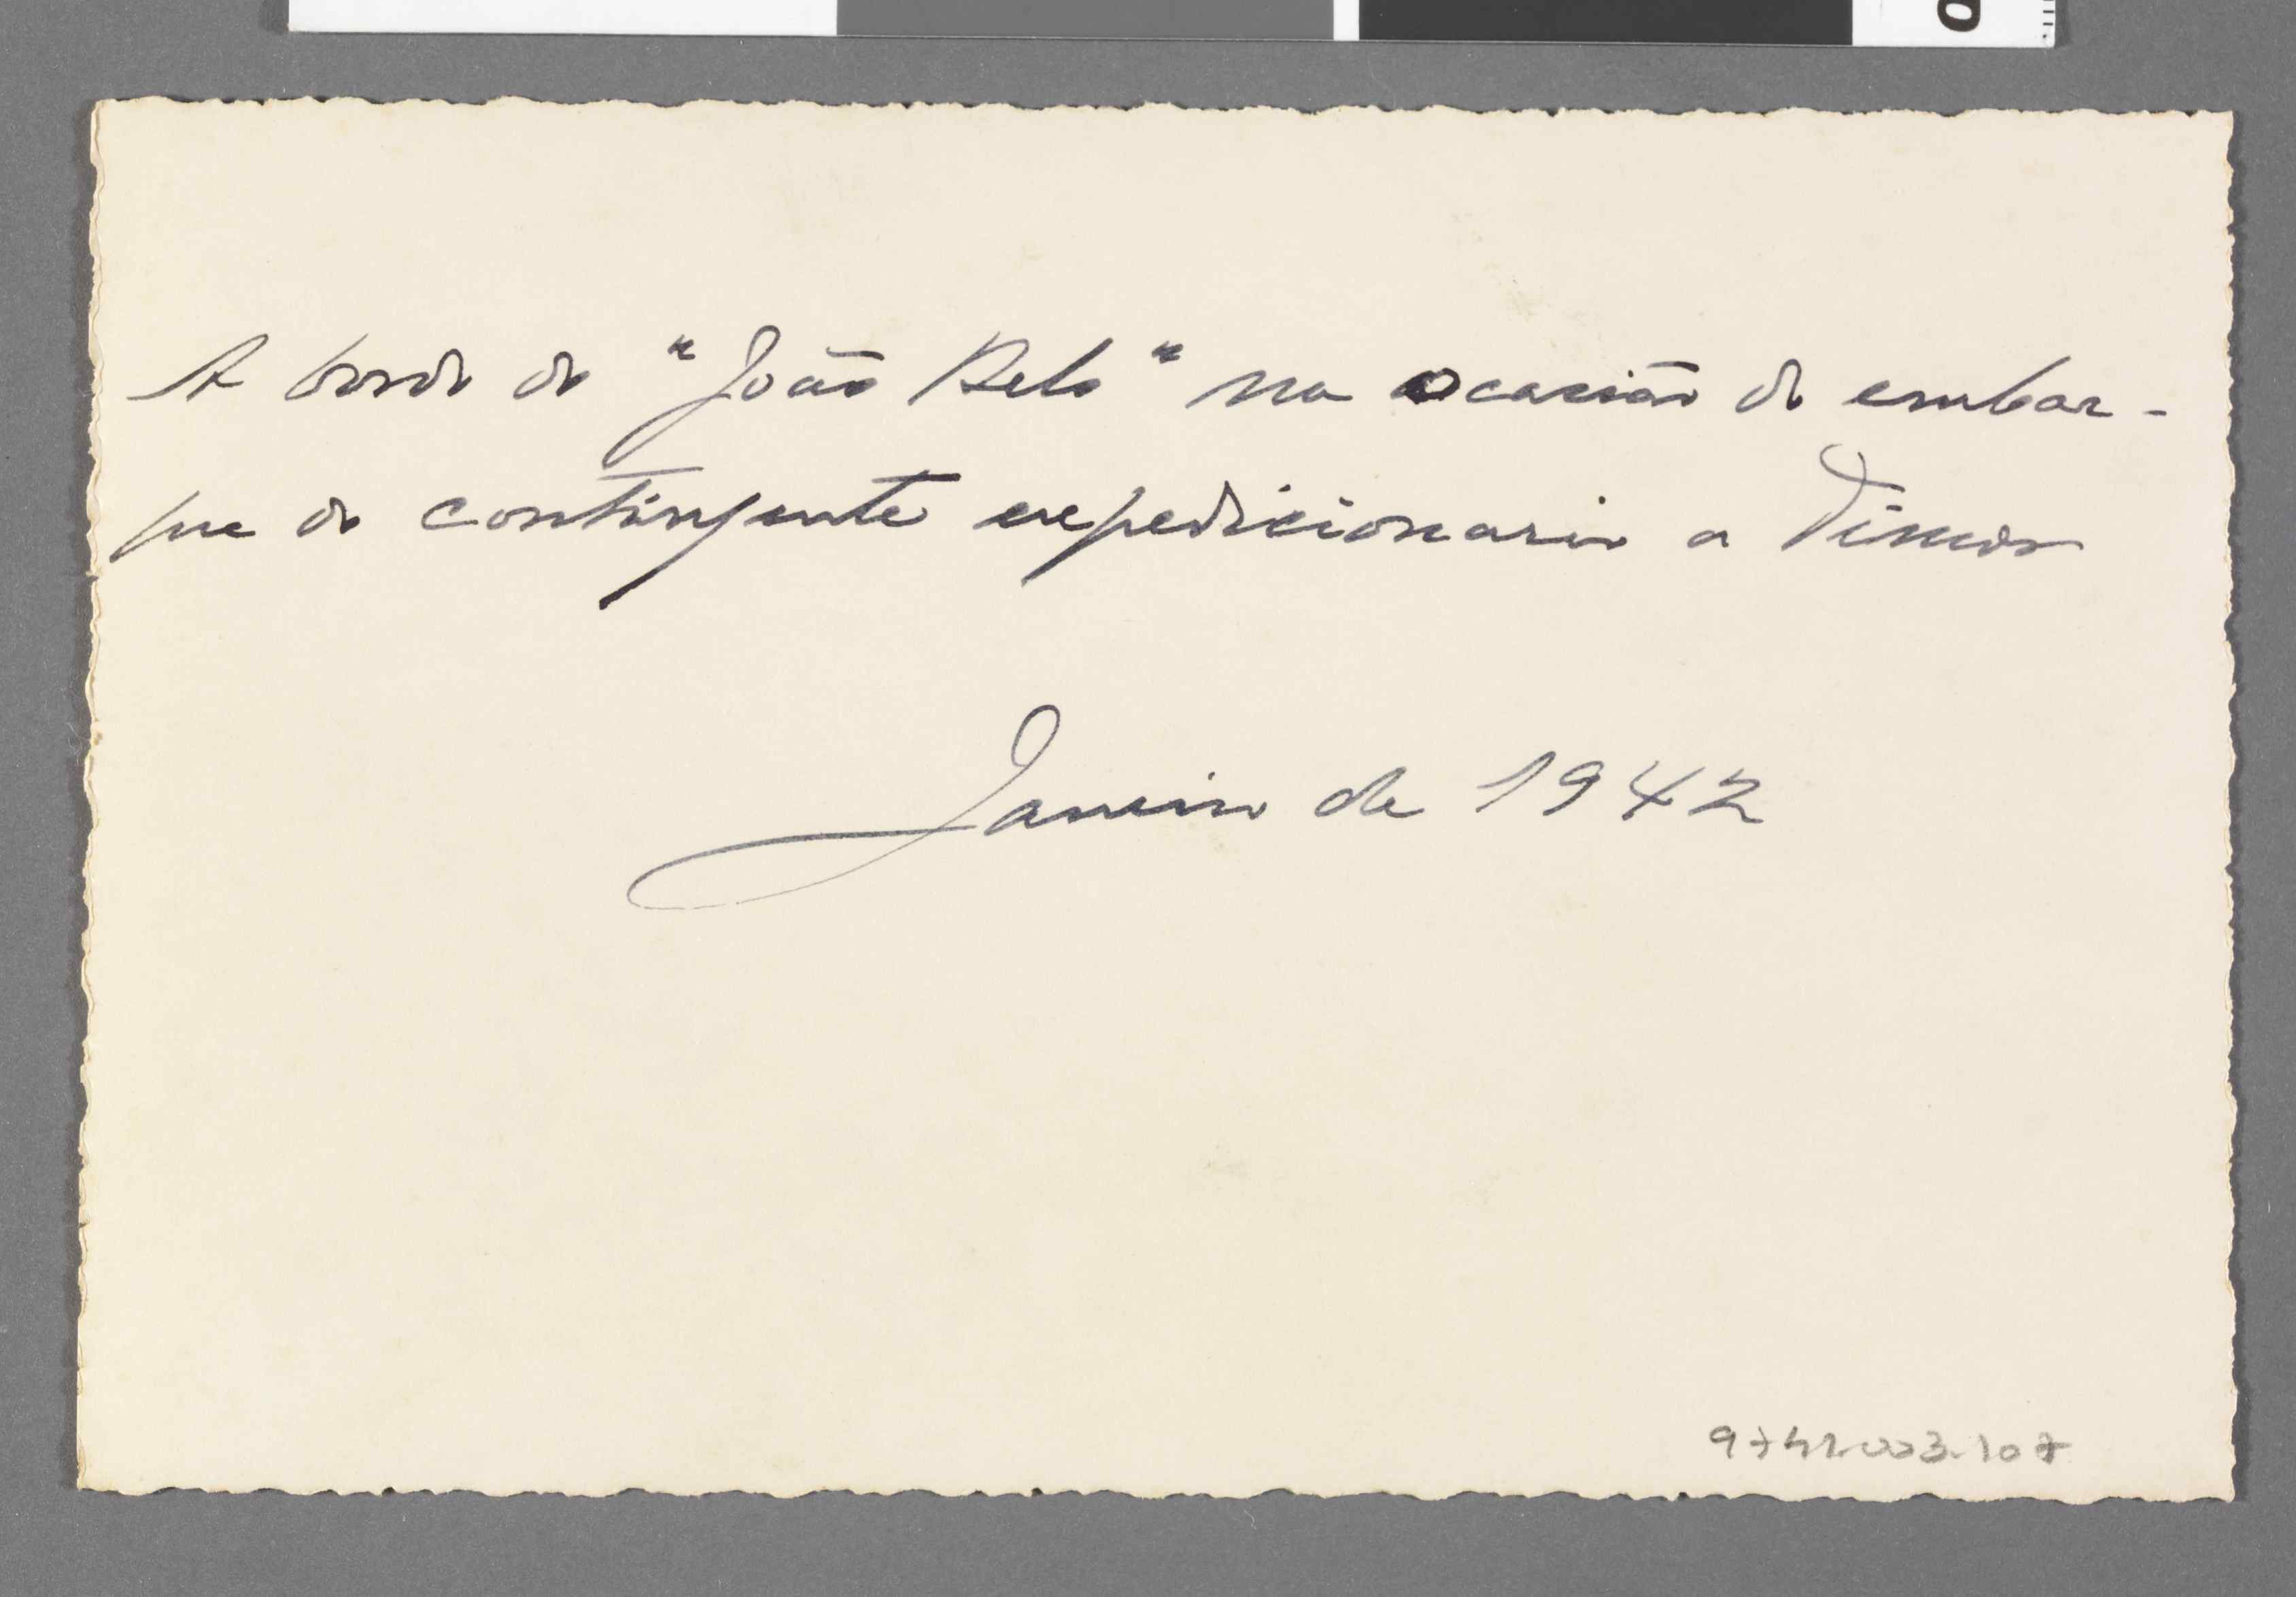 A bordo do "João Belo" na ocasião do embar-
que do contingente expedicionario a Timor
Janeiro de 1942
9742.003.107